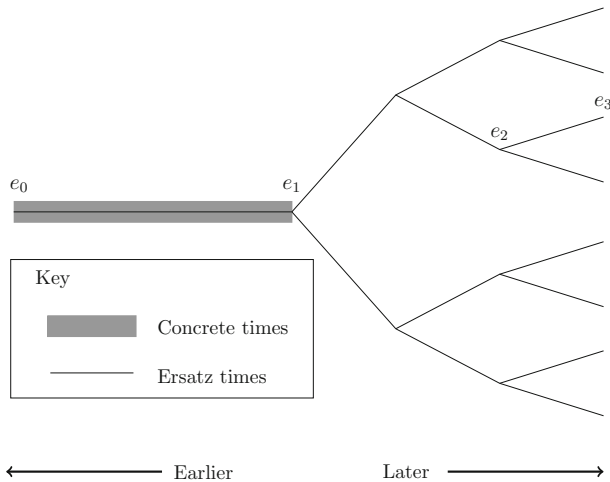 e₃
e₂
e₀
e₁
Key
Concrete times
Ersatz times
Earlier
Later